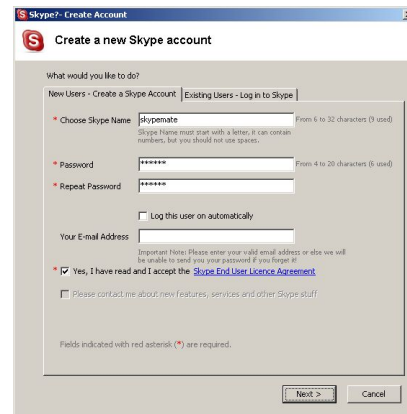 Skype?- Create Account
Create a new Skype account
What would you like to do?
New Users - Create a Skype Account Existing Users - Log in to Skype
* Choose Skype Name skypemate From 6 to 32 characters (9 used)
Skype Name must start with a letter, it can contain
numbers, but you should not use spaces.
* Password ****** From 4 to 20 characters (6 used)
* Repeat Password ******
Log this user on automatically
Your E-mail Address
Important Note: Please enter your valid email address or else we will
be unable to send you your password if you forget it!
* Yes, I have read and I accept the Skype End User Licence Agreement
Please contact me about new features, services and other Skype stuff
Fields indicated with red asterisk (*) are required.
Next > Cancel